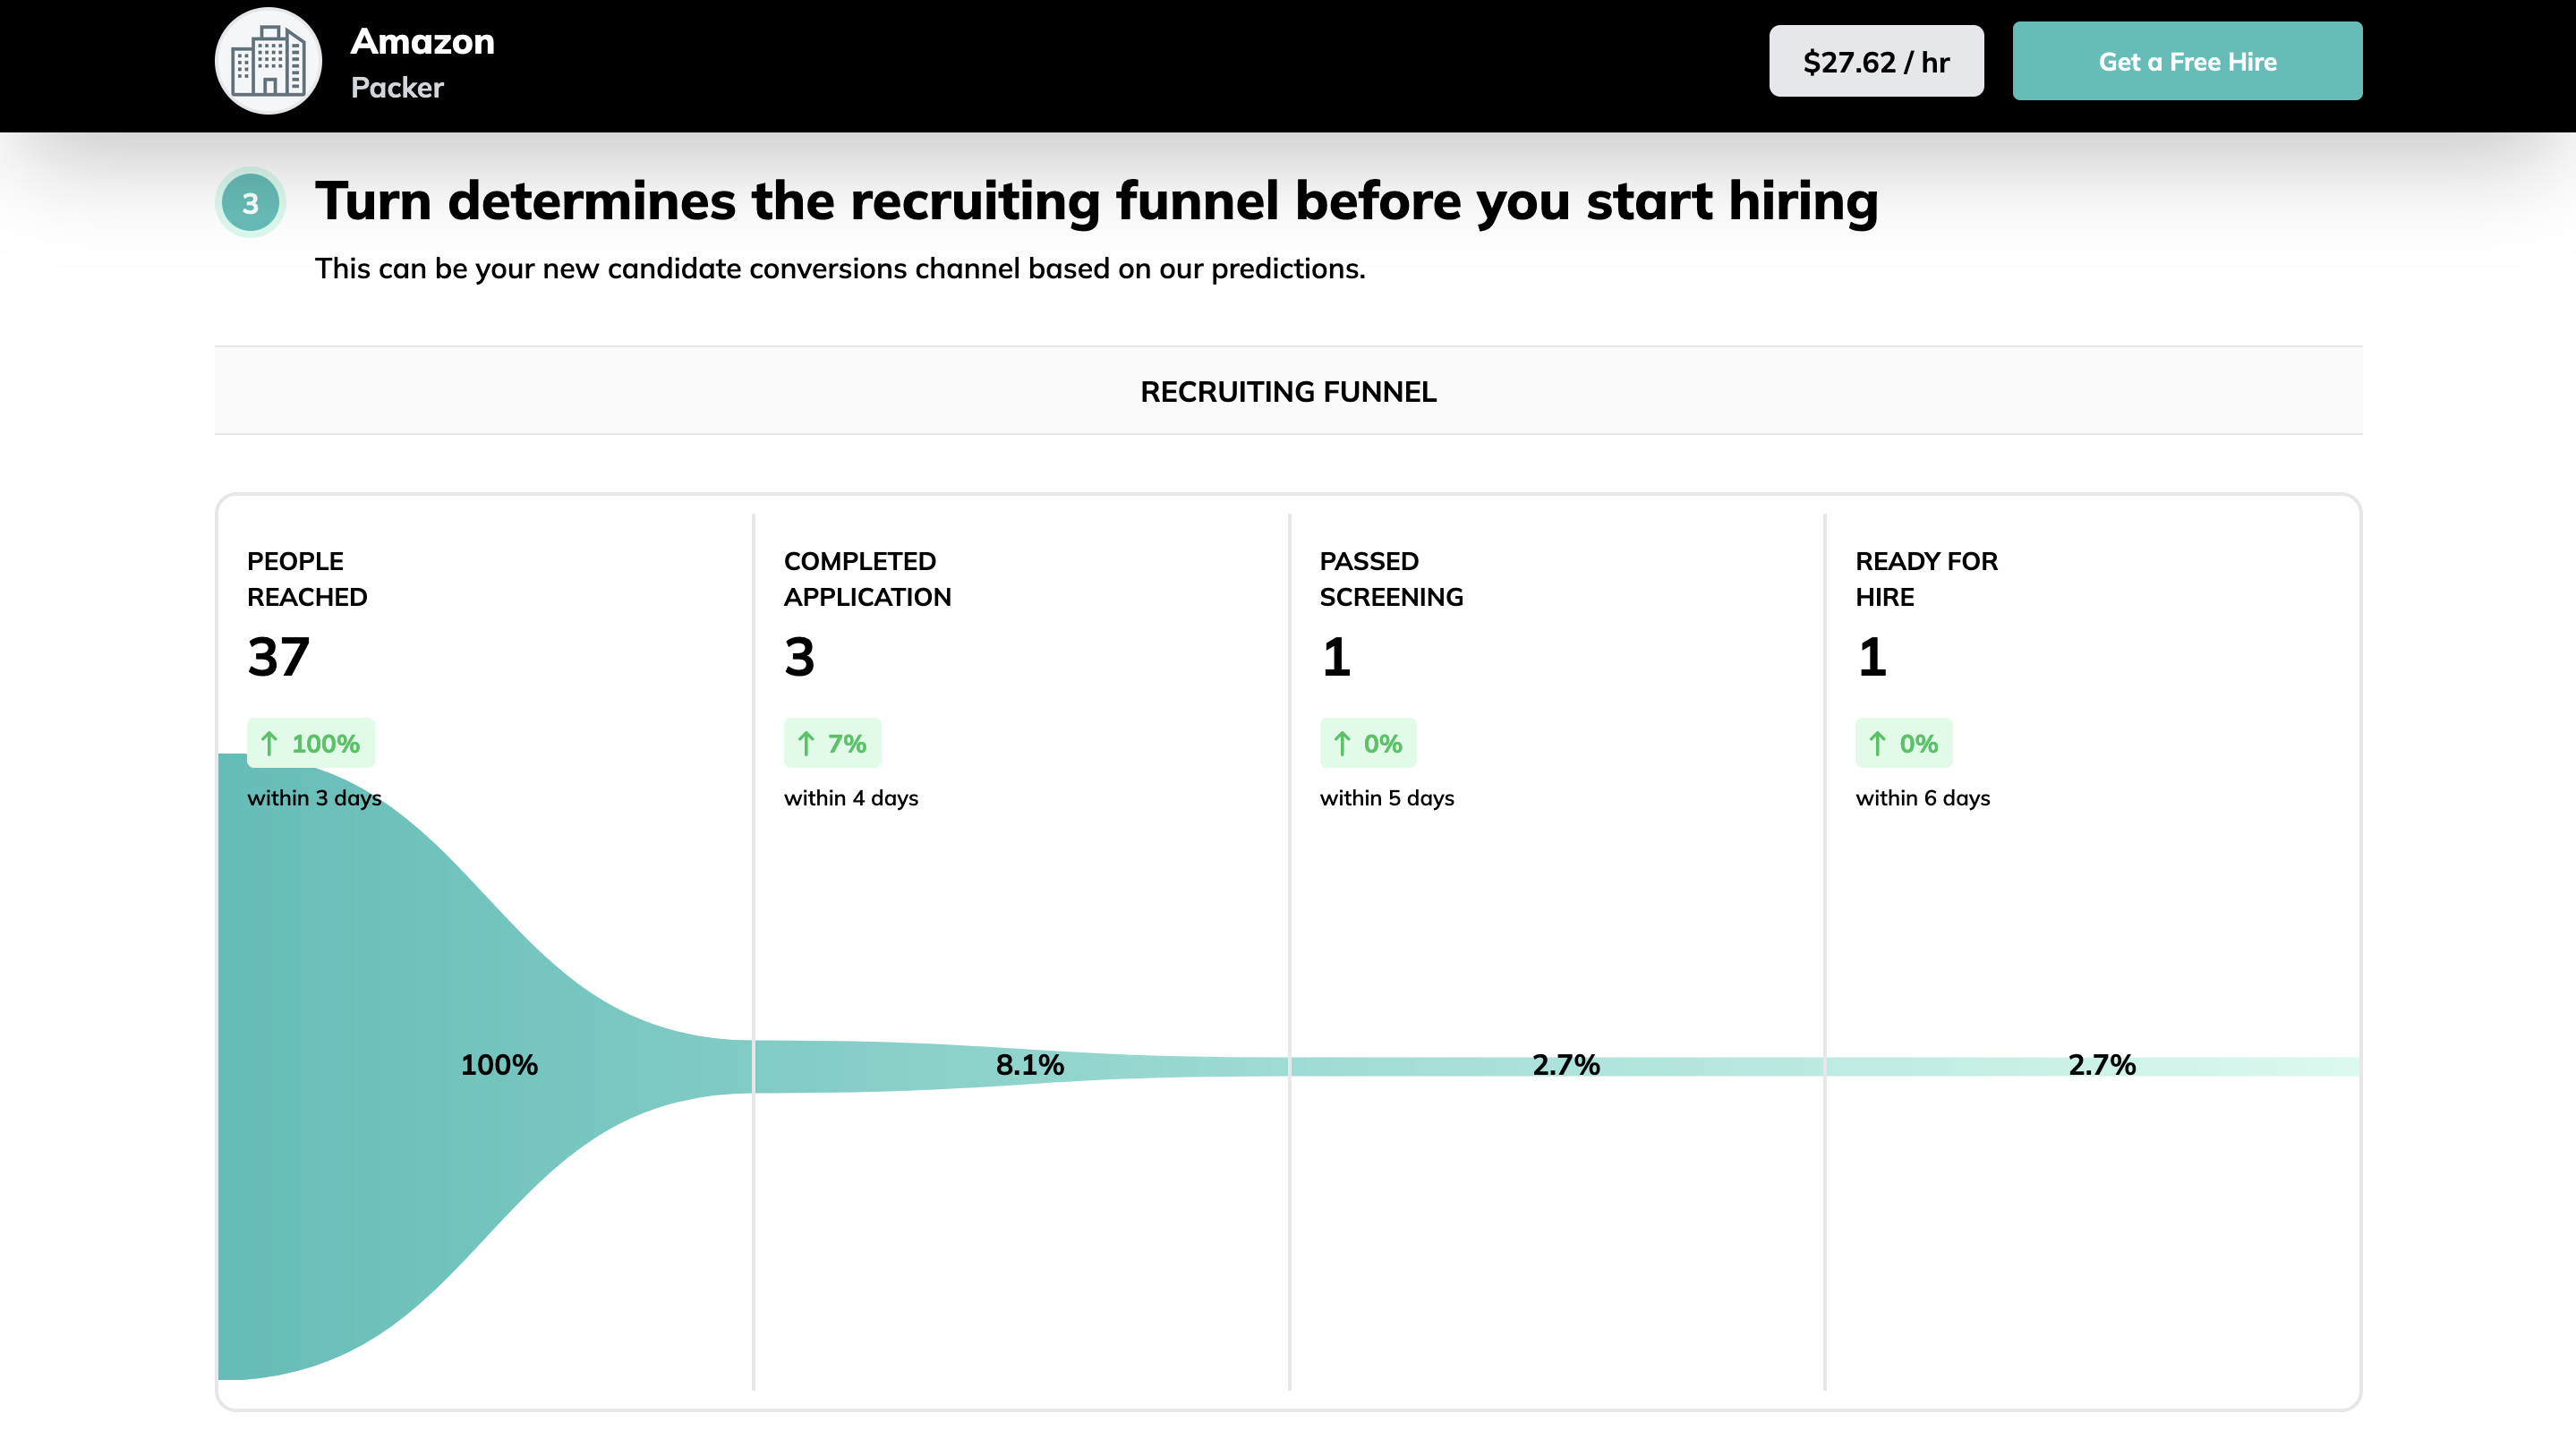 Amazon
Packer
$27.62 / hr
Get a Free Hire
3
Turn determines the recruiting funnel before you start hiring
This can be your new candidate conversions channel based on our predictions.
RECRUITING FUNNEL
PEOPLE
REACHED
37
↑ 100%
within 3 days
COMPLETED
APPLICATION
3
↑ 7%
within 4 days
PASSED
SCREENING
1
↑ 0%
within 5 days
READY FOR
HIRE
1
↑ 0%
within 6 days
100%
8.1%
2.7%
2.7%